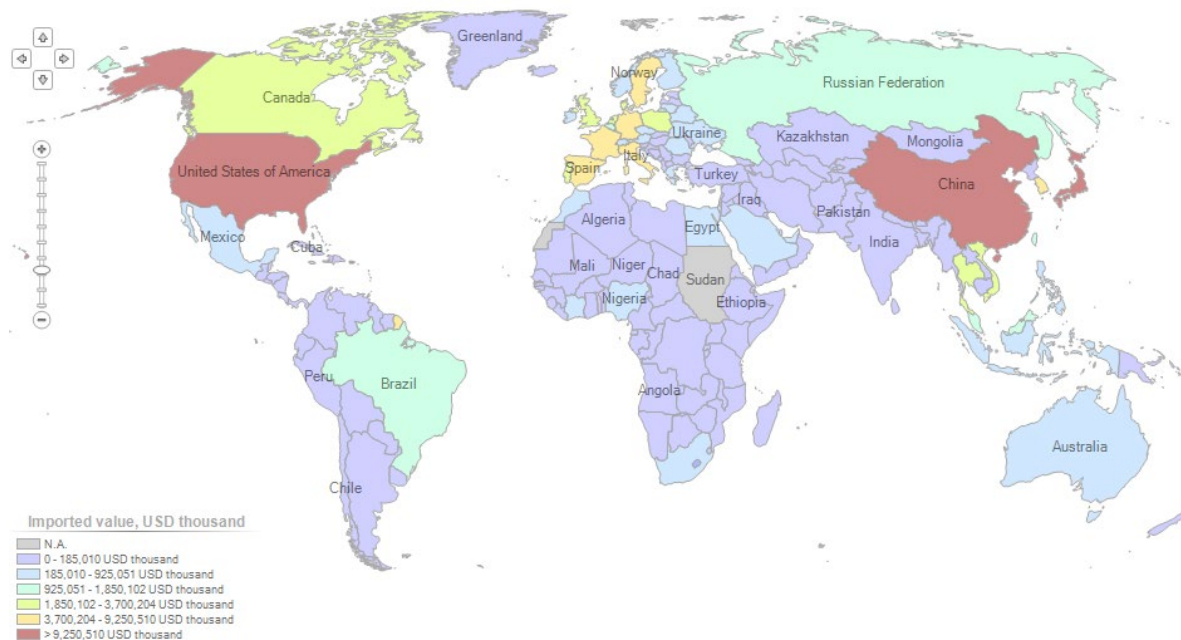 Greenland
Norway
Russian Federation
Canada
Ukraine
Kazakhstan
Mongolia
Italy
Spain
Turkey
United States of America
China
Iraq
Pakistan
Algeria
Egypt
Mexico
Cuba
India
Mali
Niger
Chad
Sudan
Nigeria
Ethiopia
Peru
Brazil
Angola
Australia
Chile
Imported value, USD thousand
N.A.
0 - 185,010 USD thousand
185,010 - 925,051 USD thousand
925,051 - 1,850,102 USD thousand
1,850,102 - 3,700,204 USD thousand
3,700,204 - 9,250,510 USD thousand
> 9,250,510 USD thousand